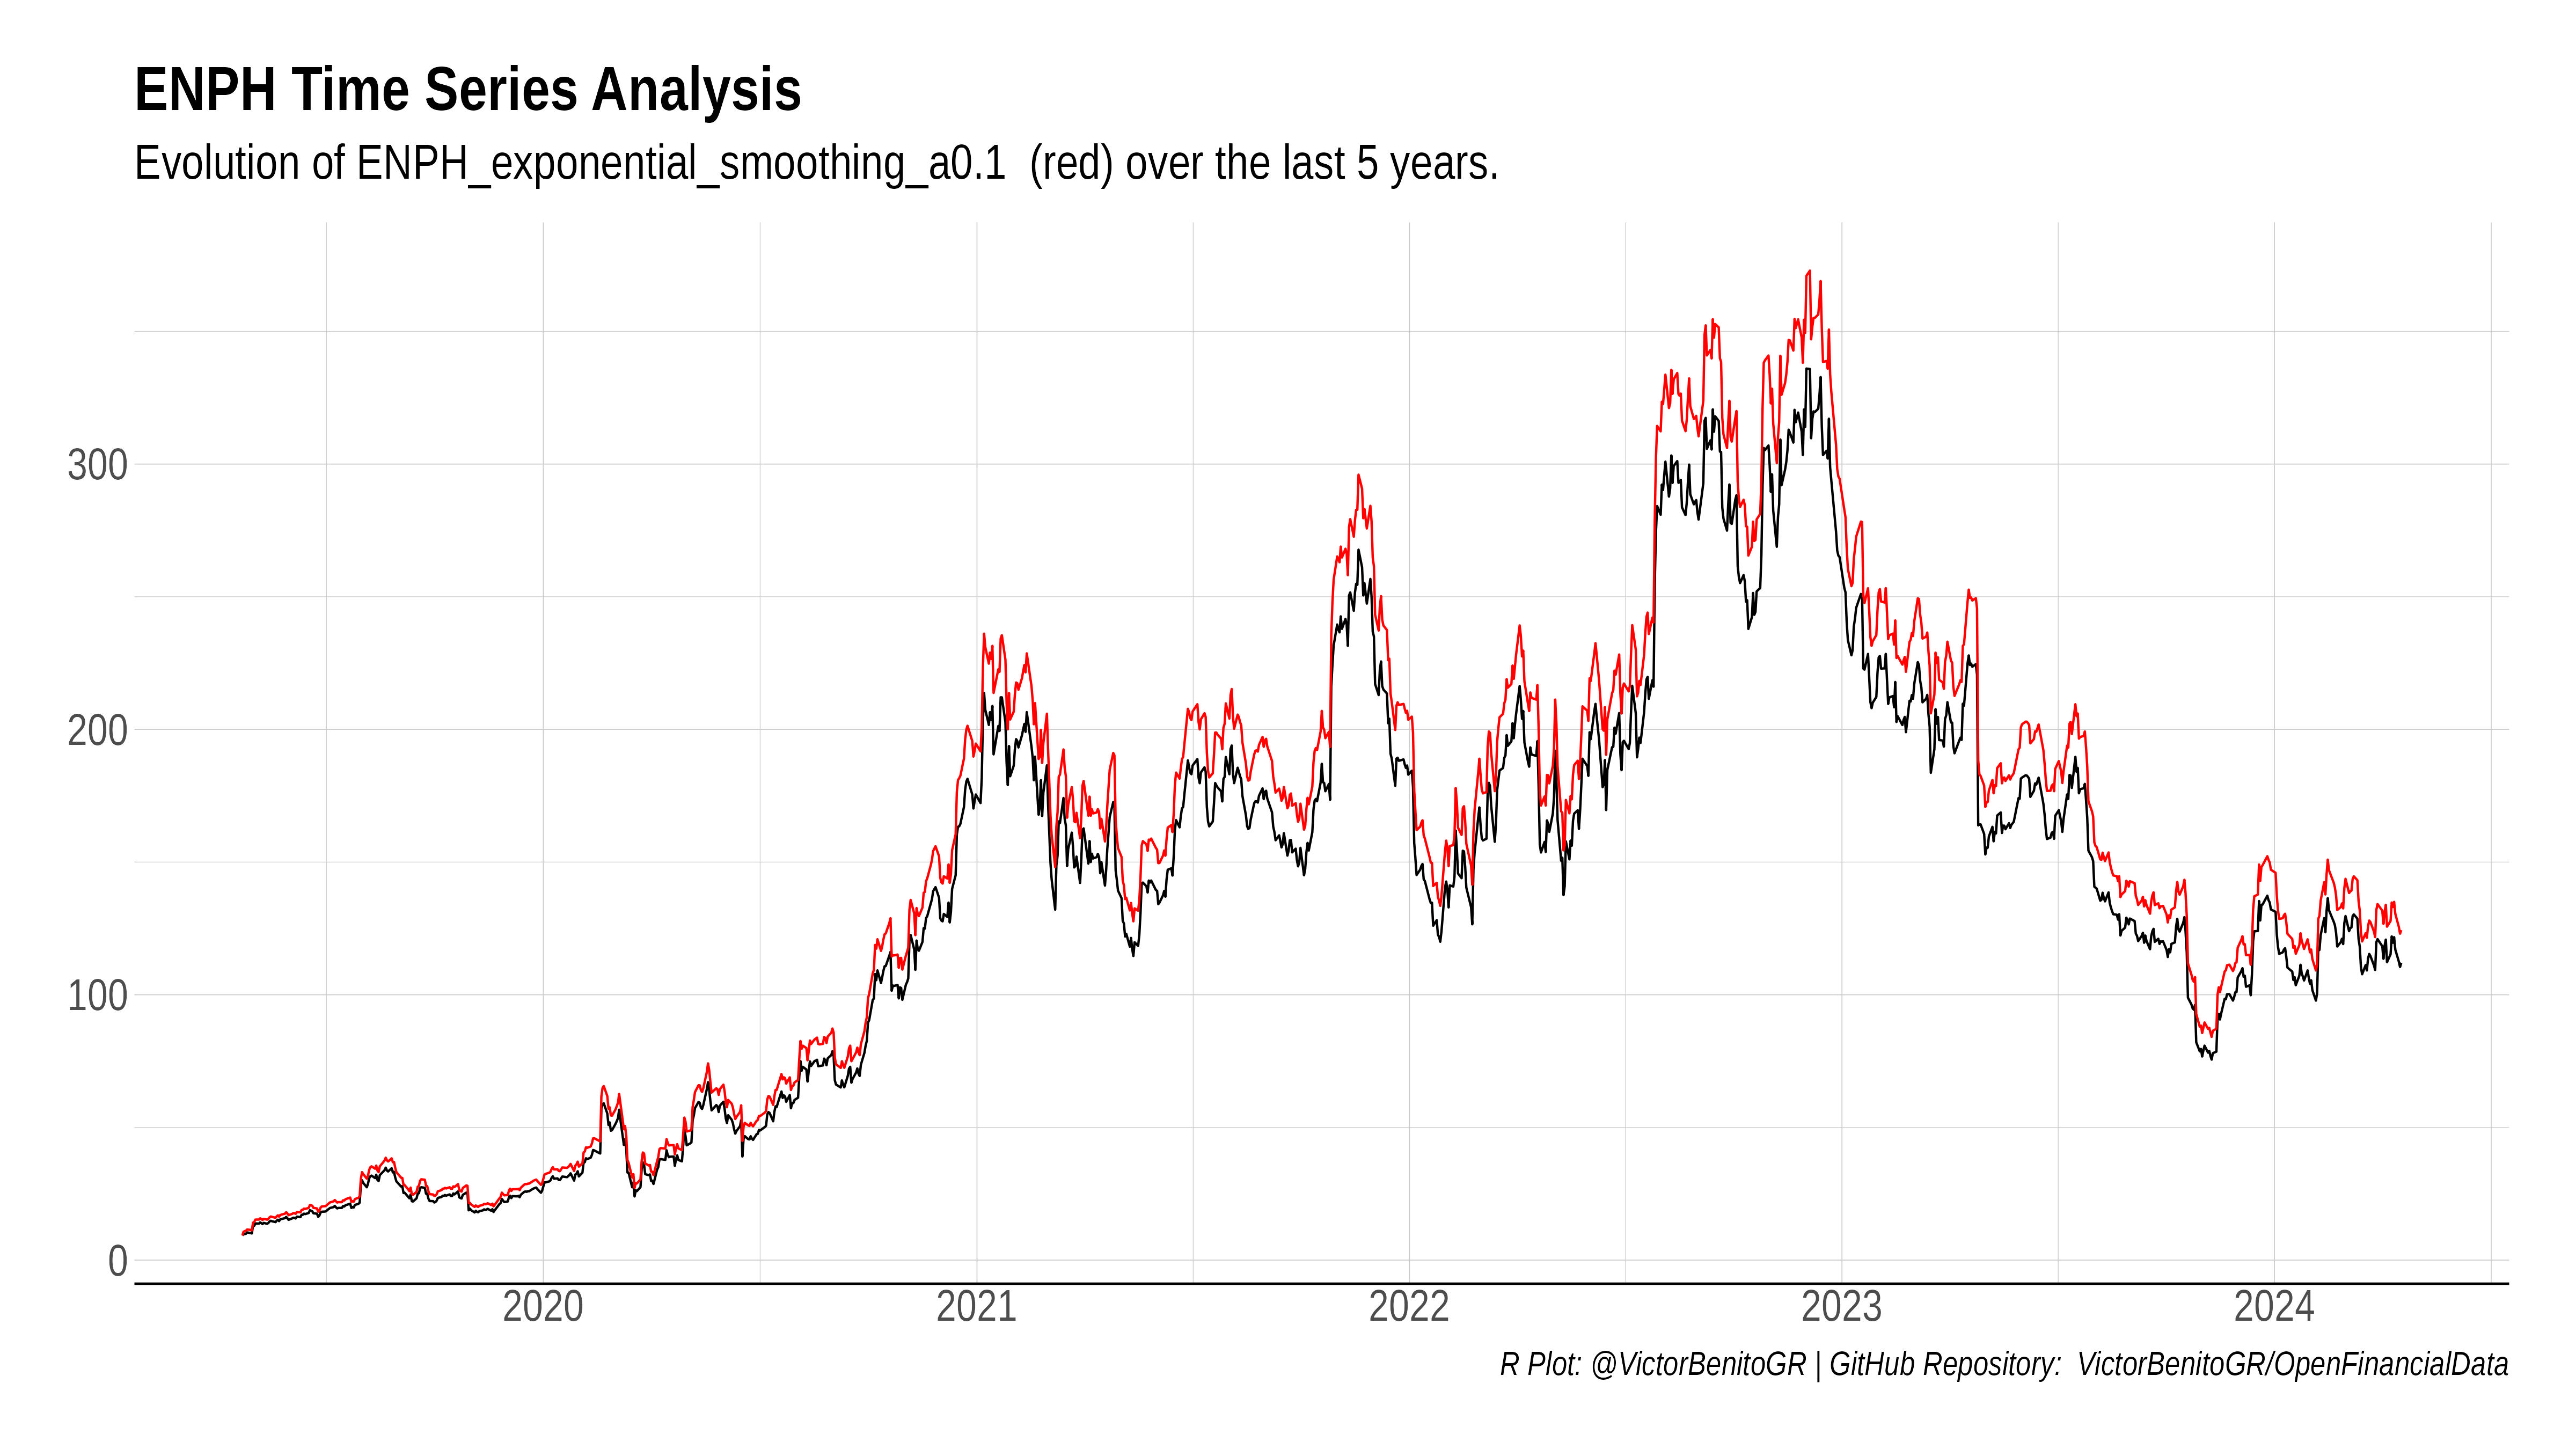 ENPH Time Series Analysis
Evolution of ENPH_exponential_smoothing_a0.1  (red) over the last 5 years.
300
200
100
0
2020 2021 2022 2023 2024
R Plot: @VictorBenitoGR | GitHub Repository:  VictorBenitoGR/OpenFinancialData